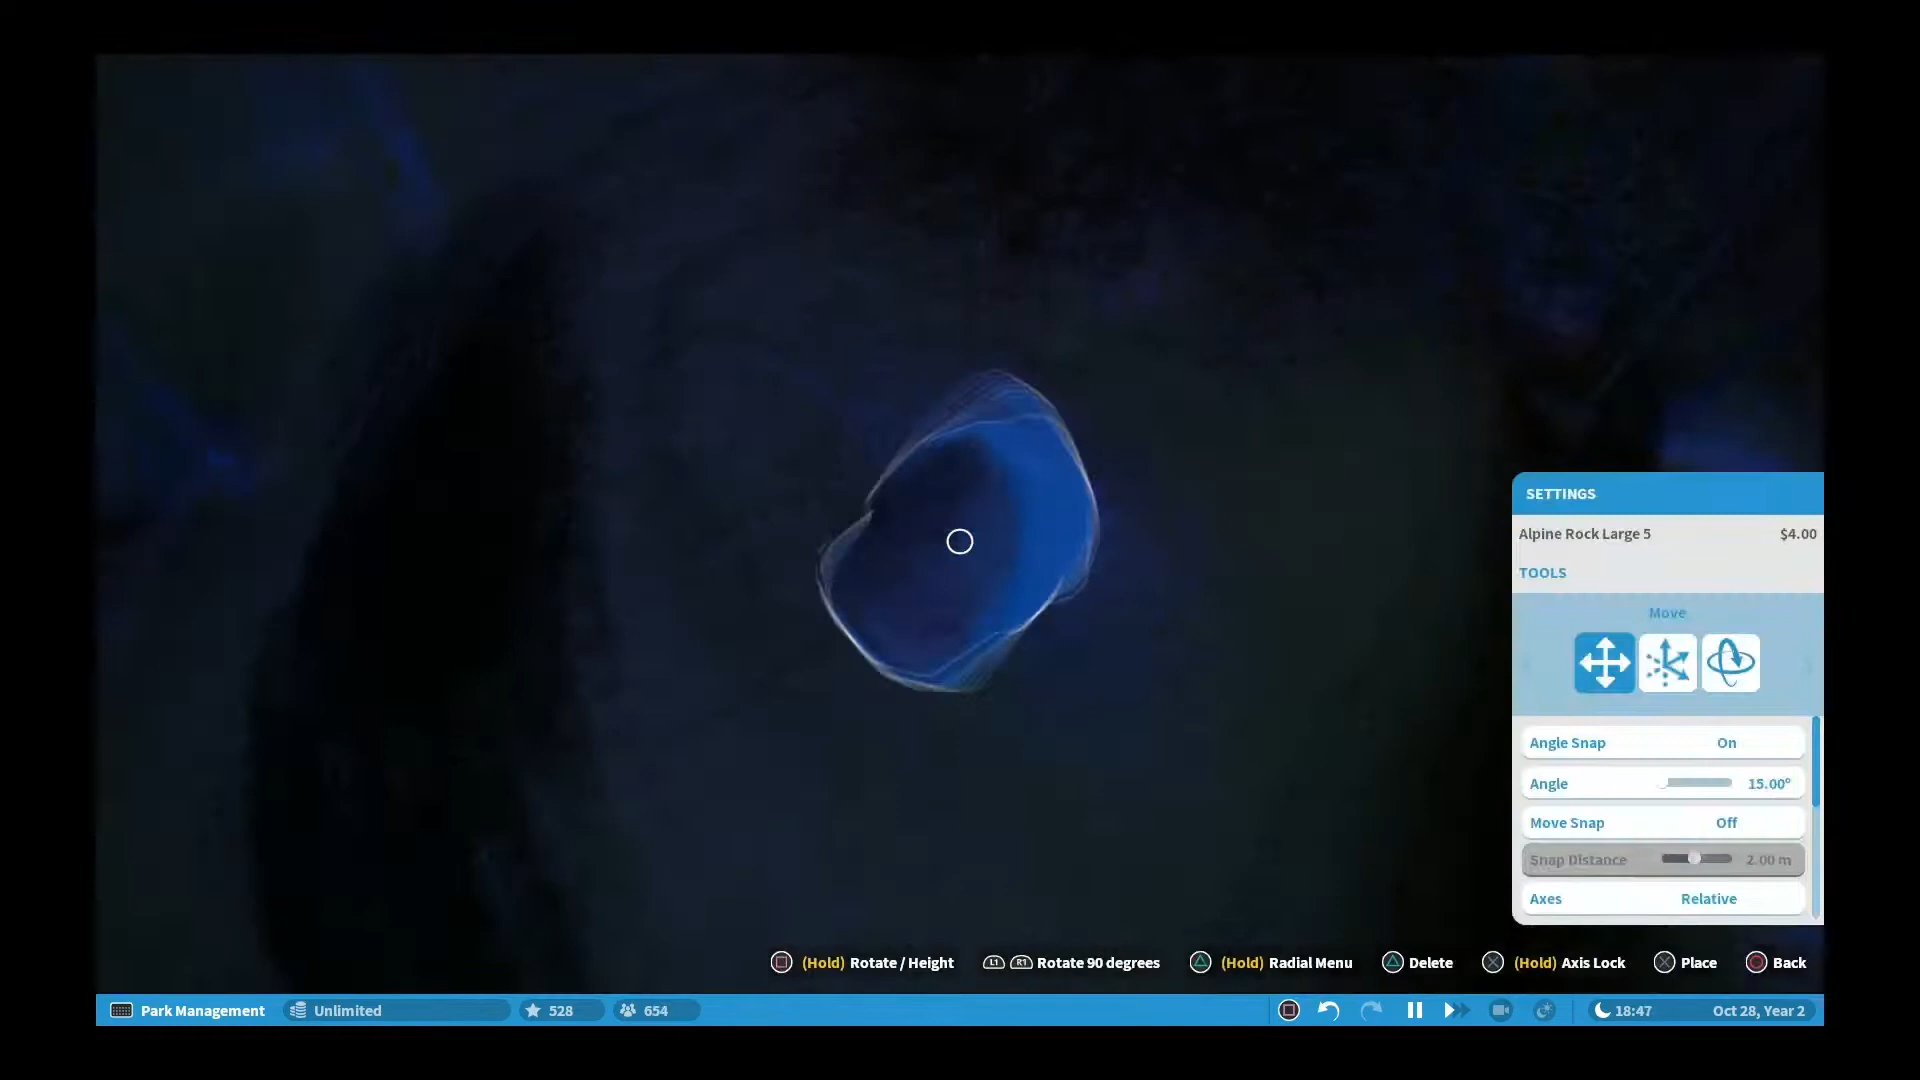 SETTINGS
Alpine Rock Large 5 $4.00
TOOLS
Move
Angle Snap On
Angle 15.00°
Move Snap Off
Snap Distance 2.00 m
Axes Relative
(Hold) Rotate / Height L1 R1 Rotate 90 degrees (Hold) Radial Menu Delete (Hold) Axis Lock Place Back
Park Management Unlimited 528 654 18:47 Oct 28, Year 2